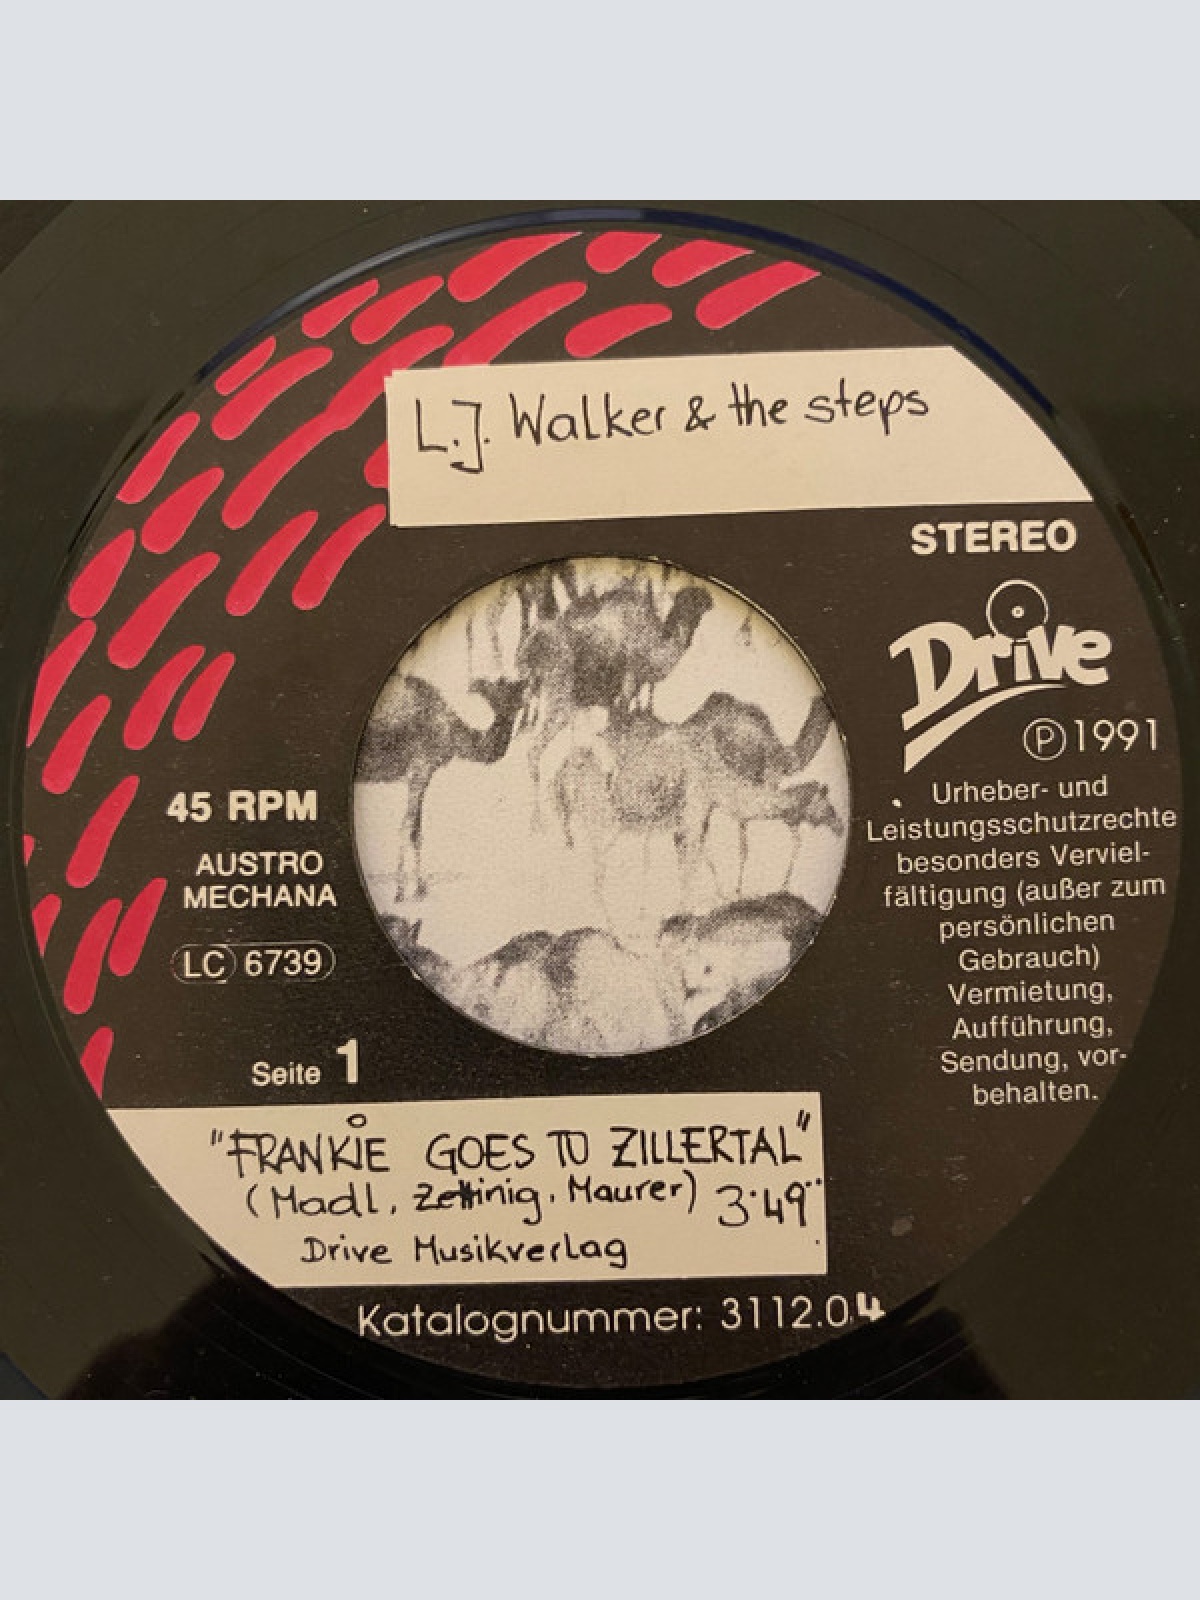 L.J. Walker & the steps
STEREO
Drive
Ⓟ1991
45 RPM
AUSTRO
MECHANA
LC 6739
Urheber- und
Leistungsschutzrechte
besonders Verviel-
fältigung (außer zum
persönlichen
Gebrauch)
Vermietung,
Aufführung,
Sendung, vor-
behalten.
Seite 1
"FRANKIE GOES TO ZILLERTAL"
(Madl, Zettinig, Maurer) 3'49"
Drive Musikverlag
Katalognummer: 3112.04